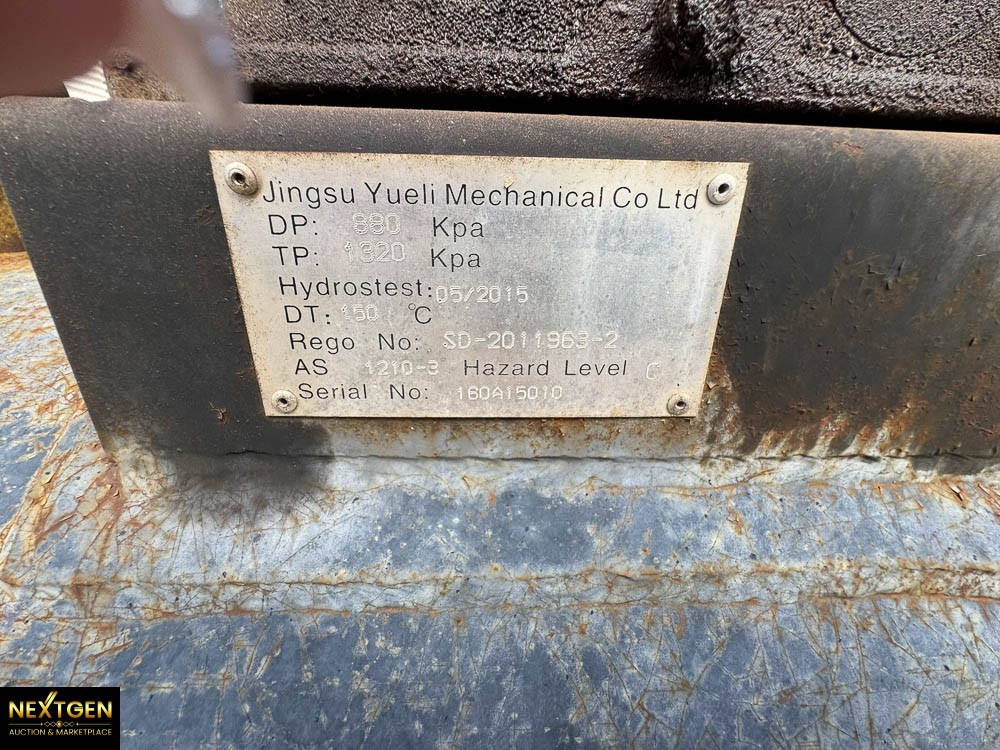 Jingsu Yueli Mechanical Co Ltd
DP: 880 Kpa
TP: 1320 Kpa
Hydrostest: 05/2015
DT: 150 °C
Rego No: SD-2011963-2
AS 1210-3 Hazard Level C
Serial No: 160A15010
NEXTGEN
AUCTION & MARKETPLACE